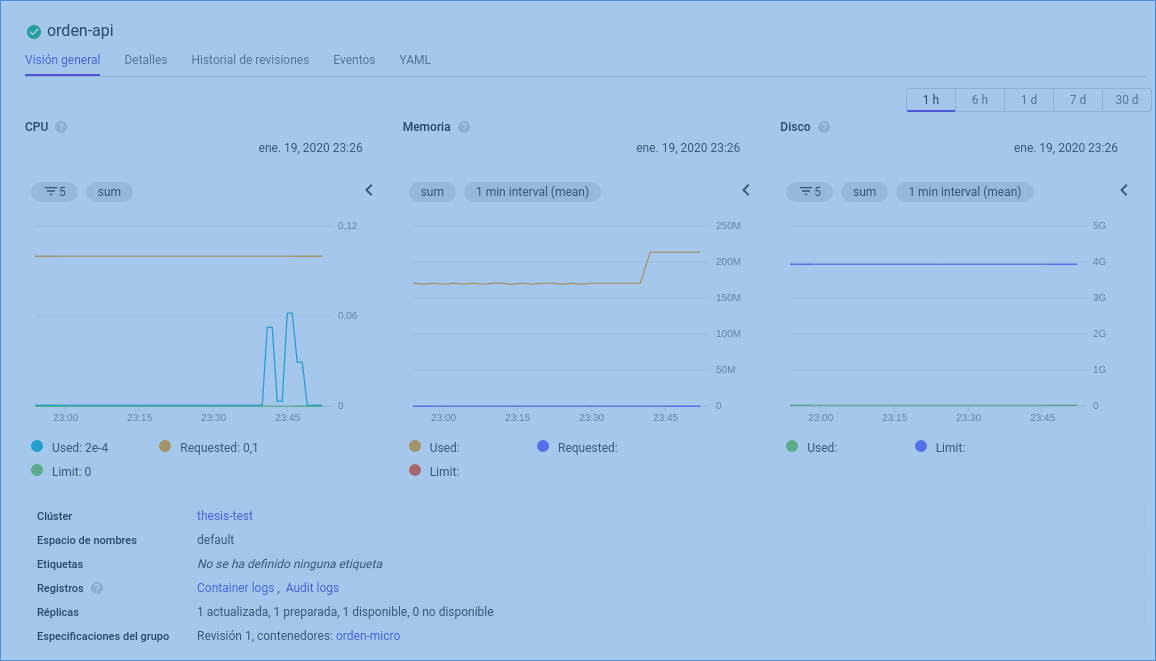 orden-api
Visión general Detalles Historial de revisiones Eventos YAML
1 h 6 h 1 d 7 d 30 d
CPU ?
ene. 19, 2020 23:26
5 sum
0,12
0,06
0
23:00 23:15 23:30 23:45
Used: 2e-4 Requested: 0,1
Limit: 0
Memoria ?
ene. 19, 2020 23:26
sum 1 min interval (mean)
250M
200M
150M
100M
50M
0
23:00 23:15 23:30 23:45
Used: Requested:
Limit:
Disco ?
ene. 19, 2020 23:26
5 sum 1 min interval (mean)
5G
4G
3G
2G
1G
0
23:00 23:15 23:30 23:45
Used: Limit:
Clúster thesis-test
Espacio de nombres default
Etiquetas No se ha definido ninguna etiqueta
Registros ? Container logs , Audit logs
Réplicas 1 actualizada, 1 preparada, 1 disponible, 0 no disponible
Especificaciones del grupo Revisión 1, contenedores: orden-micro